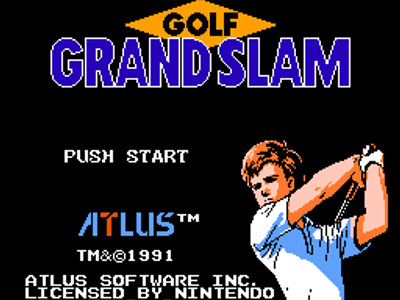 GOLF
GRAND SLAM
PUSH START
ATLUS™
TM&©1991
ATLUS SOFTWARE INC.
LICENSED BY NINTENDO